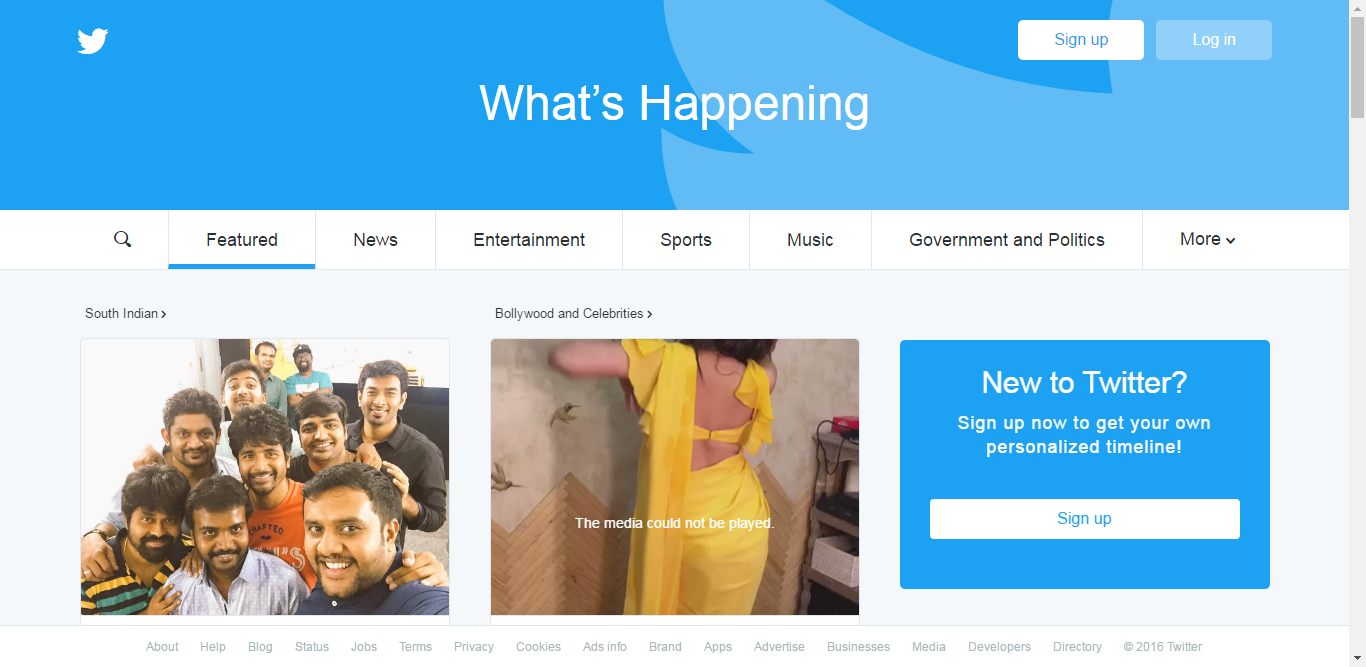 Sign up
Log in
What's Happening
Featured
News
Entertainment
Sports
Music
Government and Politics
More
South Indian
Bollywood and Celebrities
CRAFTED
The media could not be played.
New to Twitter?
Sign up now to get your own
personalized timeline!
Sign up
About Help Blog Status Jobs Terms Privacy Cookies Ads info Brand Apps Advertise Businesses Media Developers Directory © 2016 Twitter